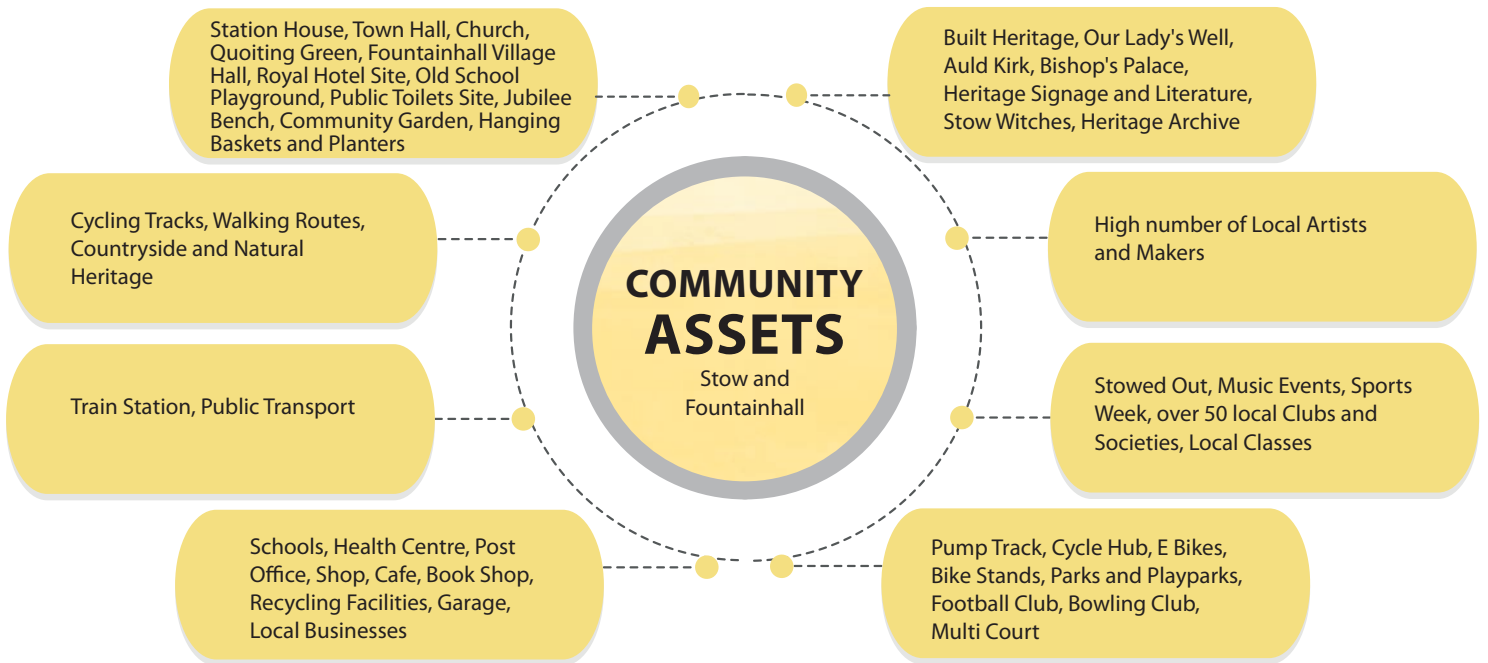 Station House, Town Hall, Church,
Quoiting Green, Fountainhall Village
Hall, Royal Hotel Site, Old School
Playground, Public Toilets Site, Jubilee
Bench, Community Garden, Hanging
Baskets and Planters
Built Heritage, Our Lady's Well,
Auld Kirk, Bishop's Palace,
Heritage Signage and Literature,
Stow Witches, Heritage Archive
Cycling Tracks, Walking Routes,
Countryside and Natural
Heritage
High number of Local Artists
and Makers
COMMUNITY
ASSETS
Stow and
Fountainhall
Train Station, Public Transport
Stowed Out, Music Events, Sports
Week, over 50 local Clubs and
Societies, Local Classes
Schools, Health Centre, Post
Office, Shop, Cafe, Book Shop,
Recycling Facilities, Garage,
Local Businesses
Pump Track, Cycle Hub, E Bikes,
Bike Stands, Parks and Playparks,
Football Club, Bowling Club,
Multi Court